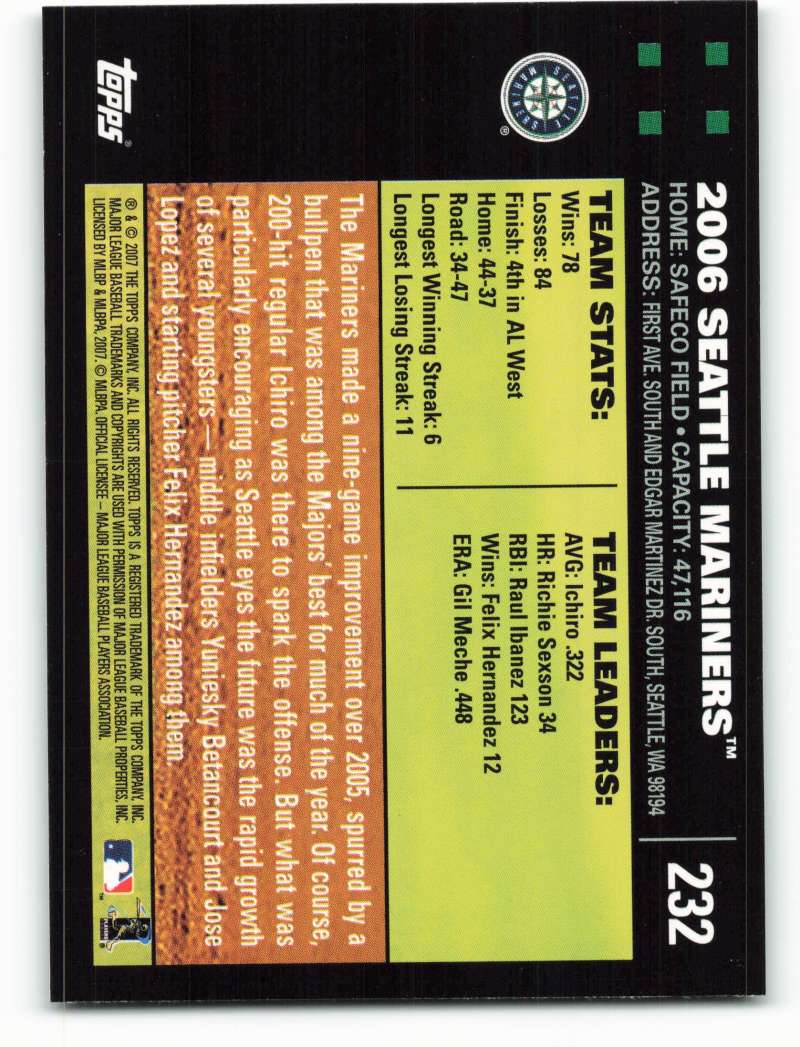 2006 SEATTLE MARINERS™
HOME: SAFECO FIELD • CAPACITY: 47,116
ADDRESS: FIRST AVE. SOUTH AND EDGAR MARTINEZ DR. SOUTH, SEATTLE, WA 98194
232
SEATTLE MARINERS ®
TEAM STATS:
Wins: 78
Losses: 84
Finish: 4th in AL West
Home: 44-37
Road: 34-47
Longest Winning Streak: 6
Longest Losing Streak: 11
TEAM LEADERS:
AVG: Ichiro .322
HR: Richie Sexson 34
RBI: Raul Ibanez 123
Wins: Felix Hernandez 12
ERA: Gil Meche .448
The Mariners made a nine-game improvement over 2005, spurred by a
bullpen that was among the Majors' best for much of the year. Of course,
200-hit regular Ichiro was there to spark the offense. But what was
particularly encouraging as Seattle eyes the future was the rapid growth
of several youngsters — middle infielders Yuniesky Betancourt and Jose
Lopez and starting pitcher Felix Hernandez among them.
topps®
® & © 2007 THE TOPPS COMPANY, INC. ALL RIGHTS RESERVED. TOPPS IS A REGISTERED TRADEMARK OF THE TOPPS COMPANY, INC.
MAJOR LEAGUE BASEBALL TRADEMARKS AND COPYRIGHTS ARE USED WITH PERMISSION OF MAJOR LEAGUE BASEBALL PROPERTIES, INC.
LICENSED BY MLBP & MLBPA, 2007. © MLBPA, OFFICIAL LICENSEE – MAJOR LEAGUE BASEBALL PLAYERS ASSOCIATION.
™
PLAYERS
®